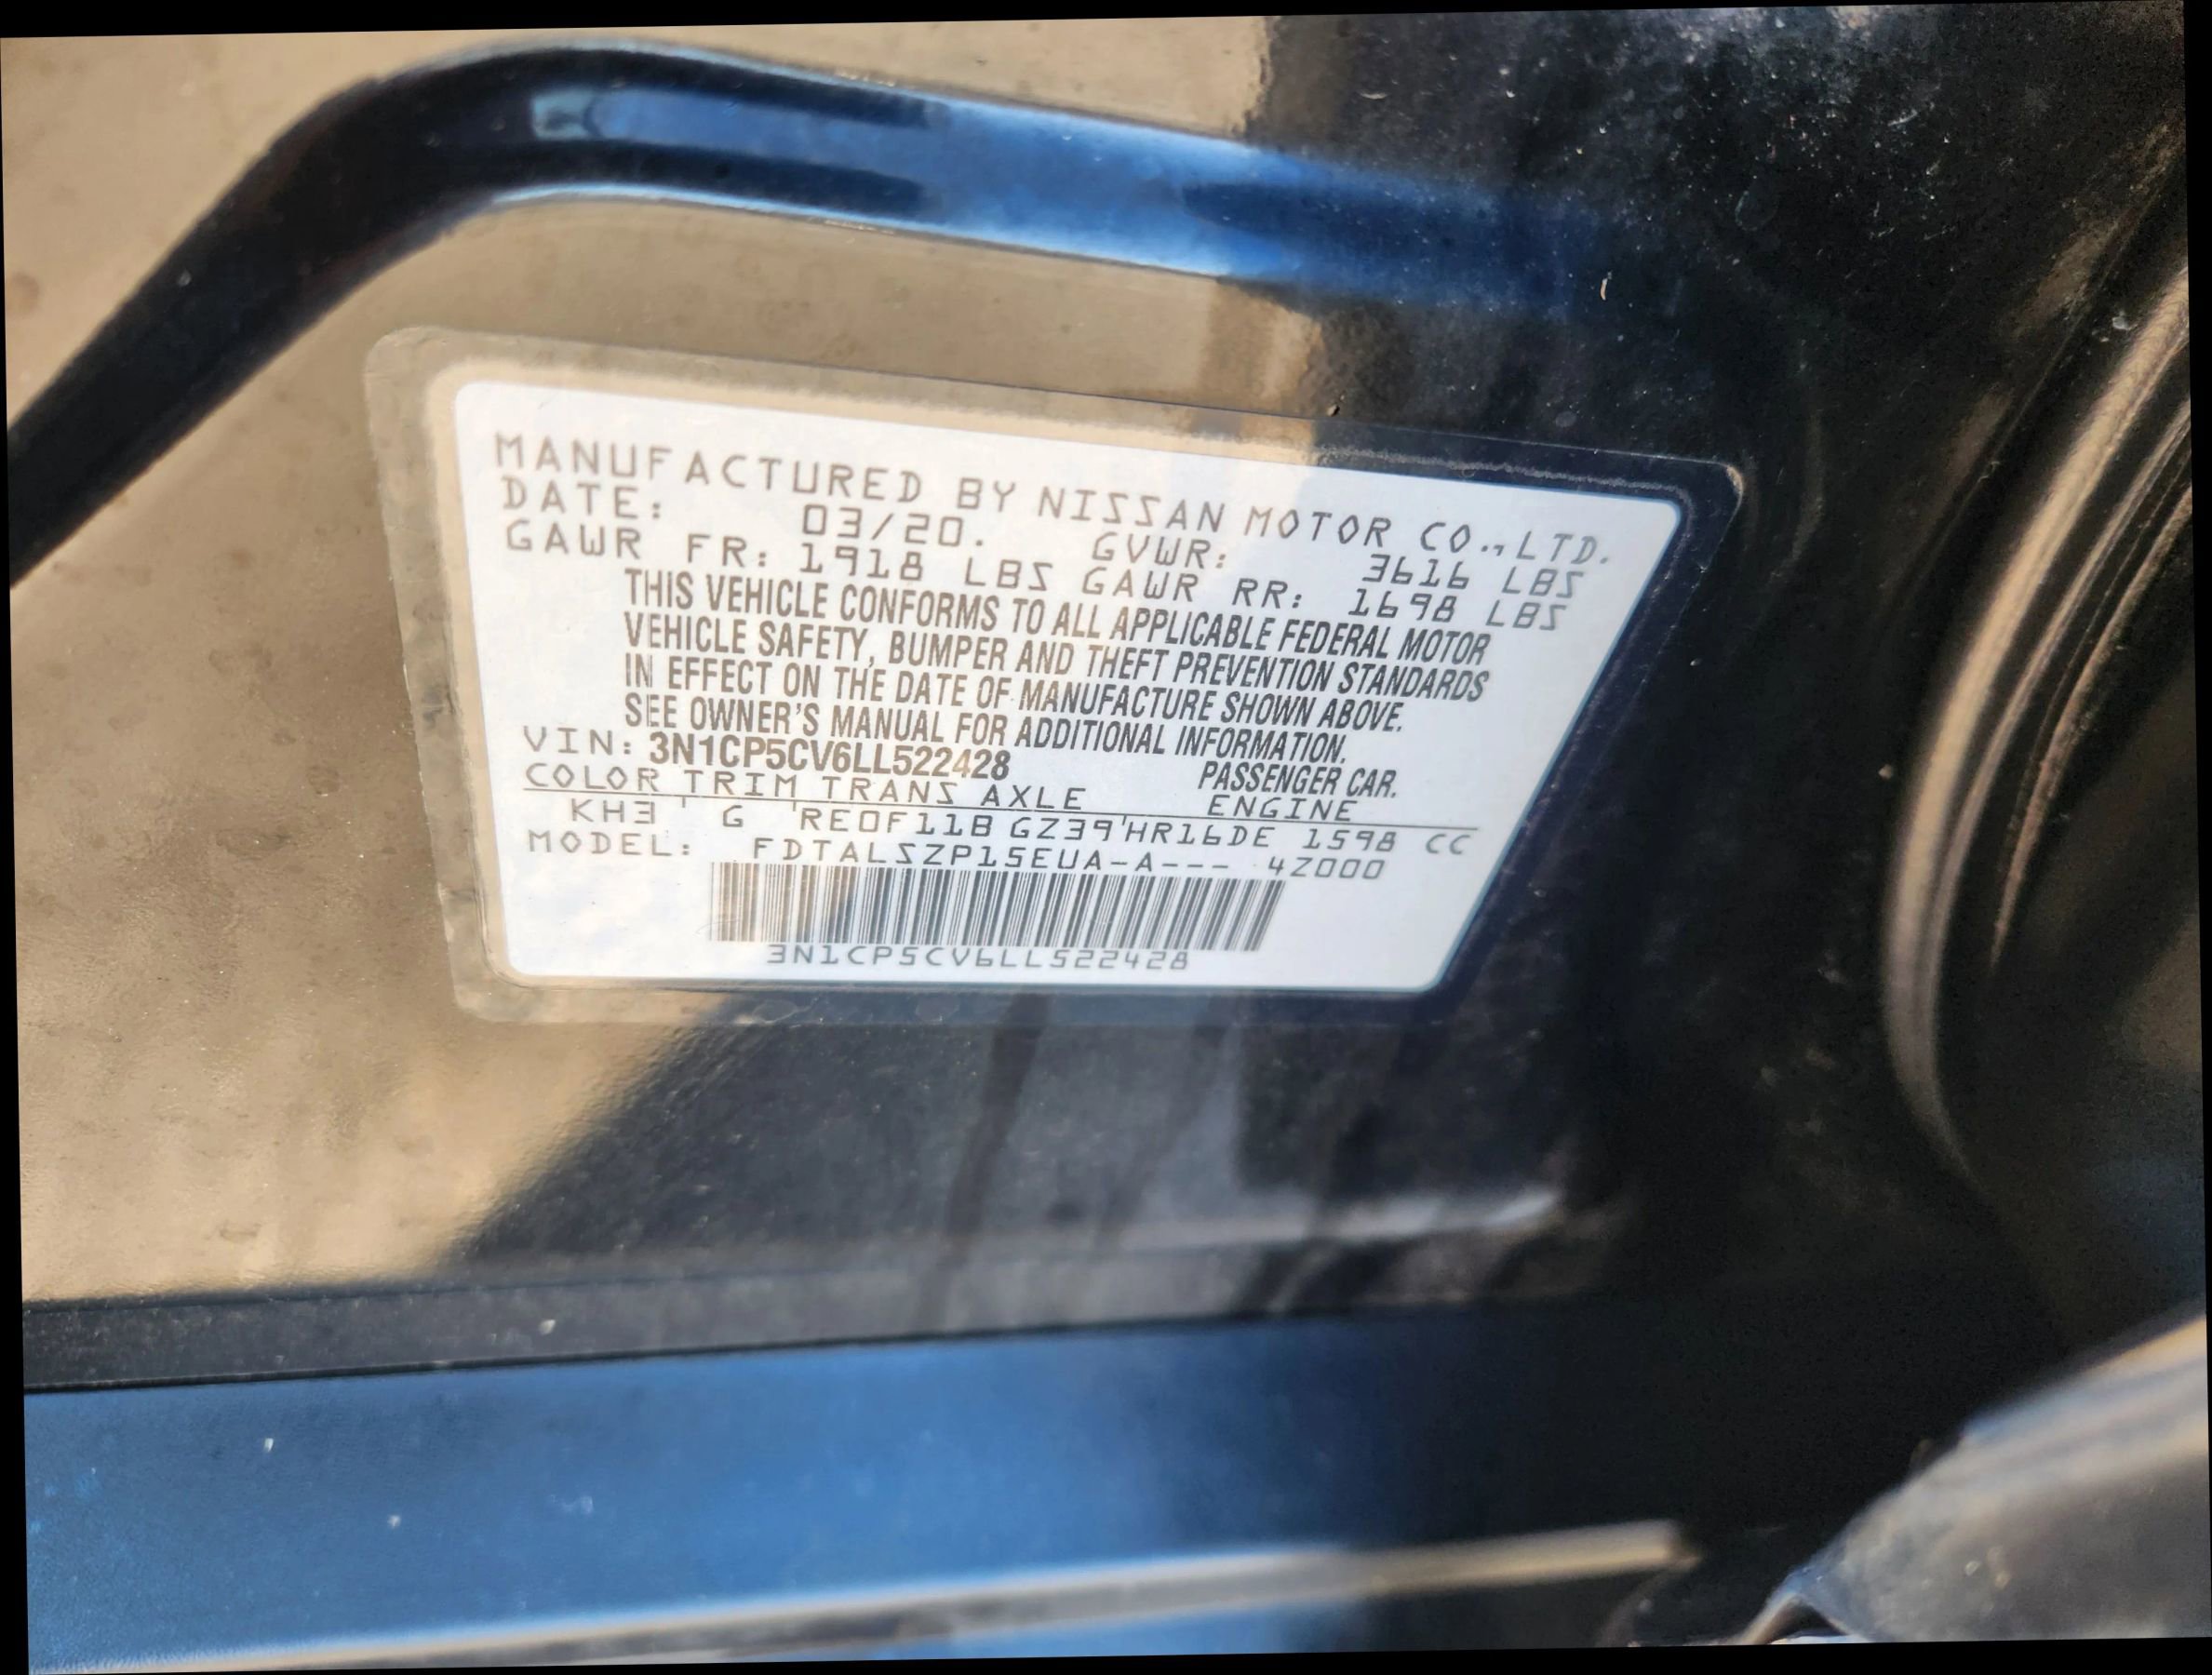 MANUFACTURED BY NISSAN MOTOR CO.,LTD.
DATE: 03/20. GVWR: 3616 LBS
GAWR FR: 1918 LBS GAWR RR: 1698 LBS
THIS VEHICLE CONFORMS TO ALL APPLICABLE FEDERAL MOTOR
VEHICLE SAFETY, BUMPER AND THEFT PREVENTION STANDARDS
IN EFFECT ON THE DATE OF MANUFACTURE SHOWN ABOVE.
SEE OWNER'S MANUAL FOR ADDITIONAL INFORMATION.
VIN: 3N1CP5CV6LL522428 PASSENGER CAR.
COLOR TRIM TRANS AXLE ENGINE
KH3 G RE0F11B GZ39 HR16DE 1598 CC
MODEL: FDTALSZP15EUA-A--- 4Z000
3N1CP5CV6LL522428